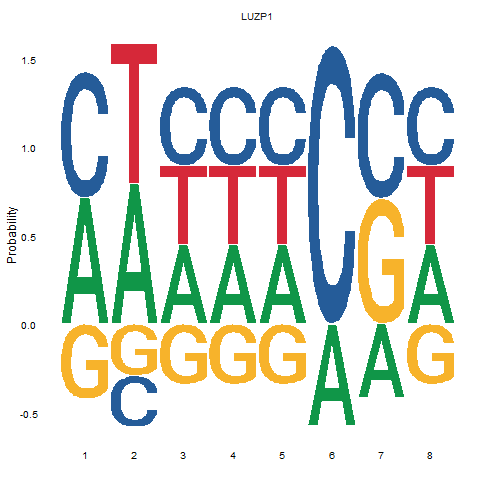 LUZP1
Probability
1.5
1.0
0.5
0.0
-0.5
C T C C C C C C
A A T T T G T
A A A A
G G G G G A A G
C
1 2 3 4 5 6 7 8